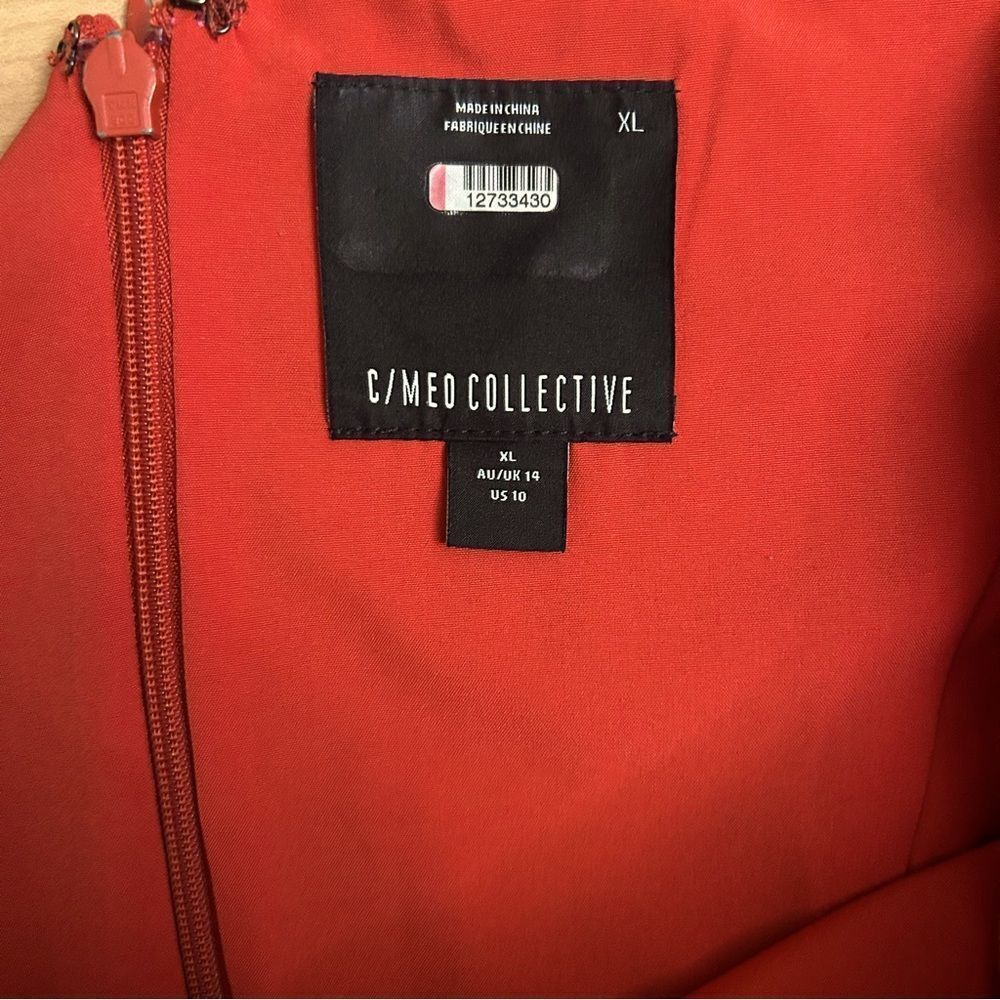 MADE IN CHINA
FABRIQUE EN CHINE
XL
12733430
C/MEO COLLECTIVE
XL
AU/UK 14
US 10